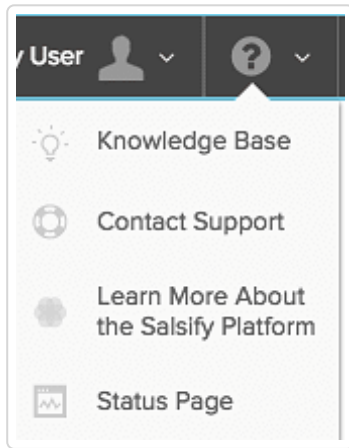 y User
?
Knowledge Base
Contact Support
Learn More About
the Salsify Platform
Status Page